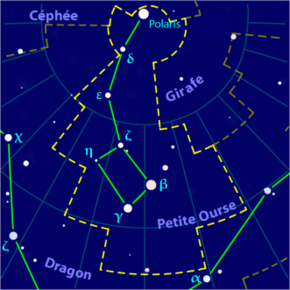 Céphée
Polaris
δ
Girafe
ε
χ
ζ
η
β
γ
Petite Ourse
ζ
Dragon
α